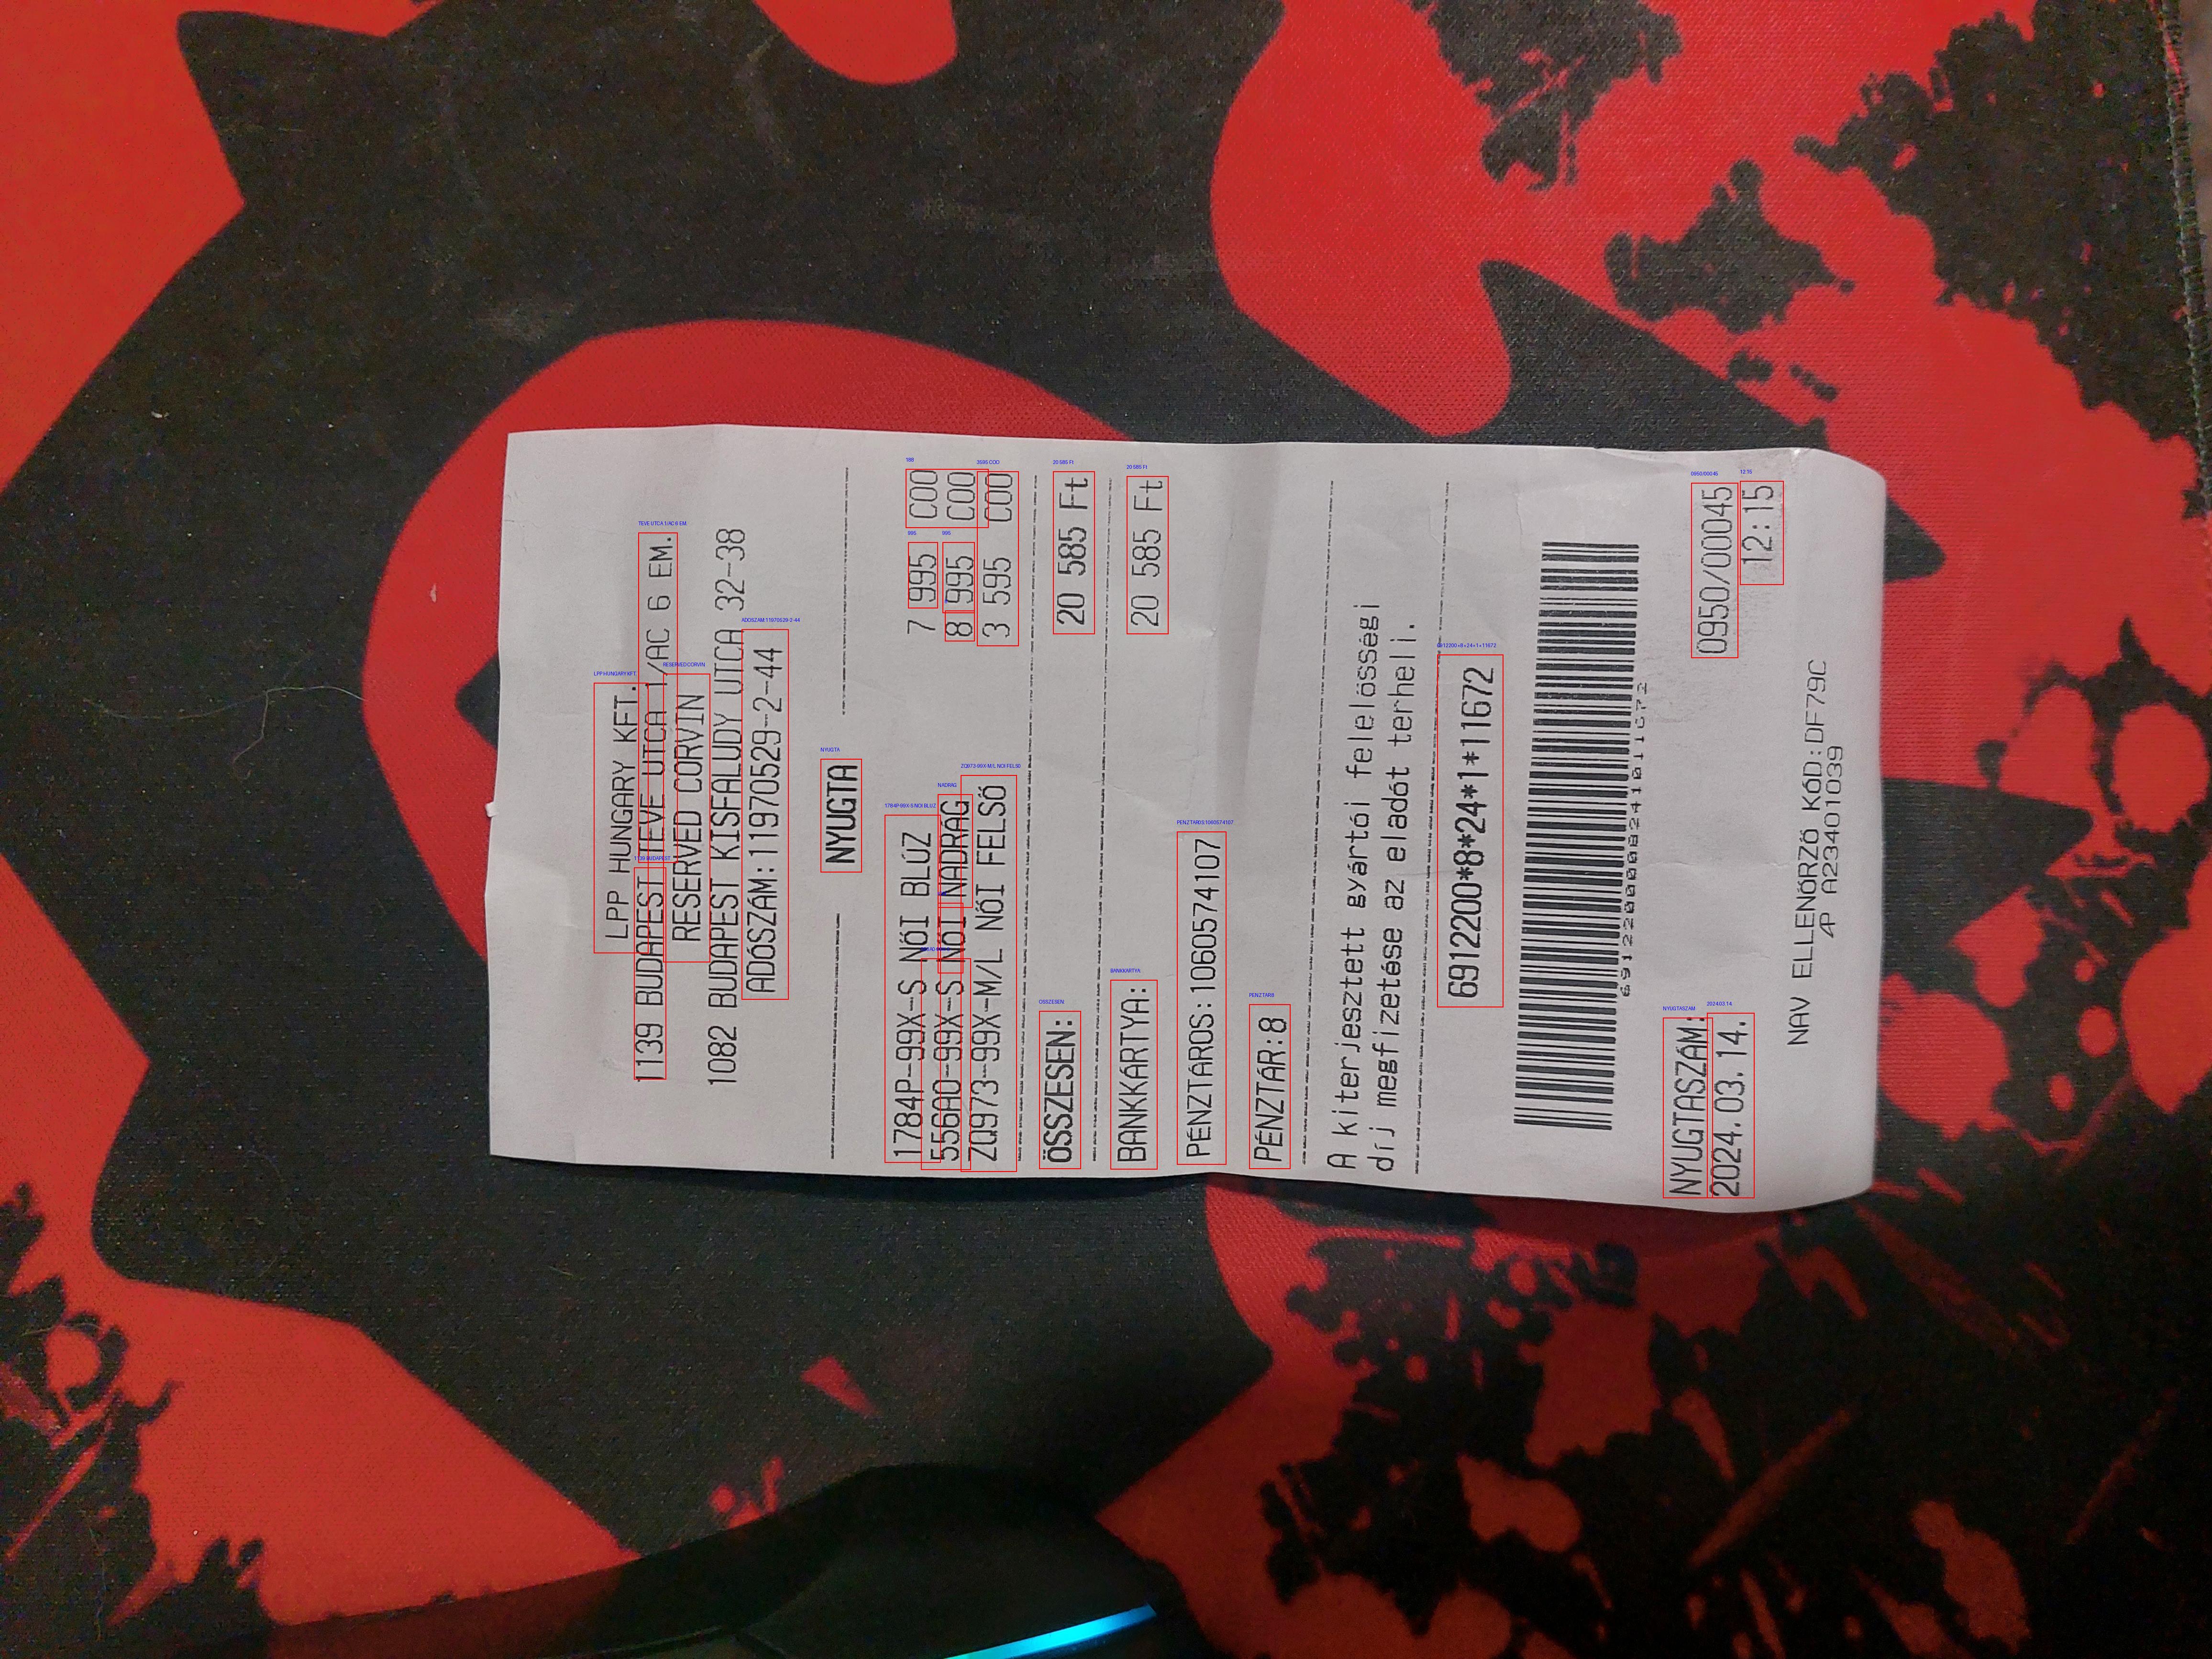 LPP HUNGARY KFT.
1139 BUDAPEST TEVE UTCA 1/AC 6 EM.
RESERVED CORVIN
1082 BUDAPEST KISFALUDY UTCA 32-38
ADÓSZÁM:11970529-2-44
NYUGTA
1784P-99X-S NŐI BLÚZ 7 995 C00
556AO-99X-S NŐI NADRÁG 8 995 C00
ZQ973-99X-M/L NŐI FELSŐ 3 595 C00
ÖSSZESEN: 20 585 Ft
BANKKÁRTYA: 20 585 Ft
PÉNZTÁROS:1060574107
PÉNZTÁR:8
A kiterjesztett gyártói felelősségi
díj megfizetése az eladót terheli.
6912200*8*24*1*11672
691220008241011672
NYUGTASZÁM: 0950/00045
2024.03.14. 12:15
NAV ELLENŐRZŐ KÓD:DF79C
AP A23401039